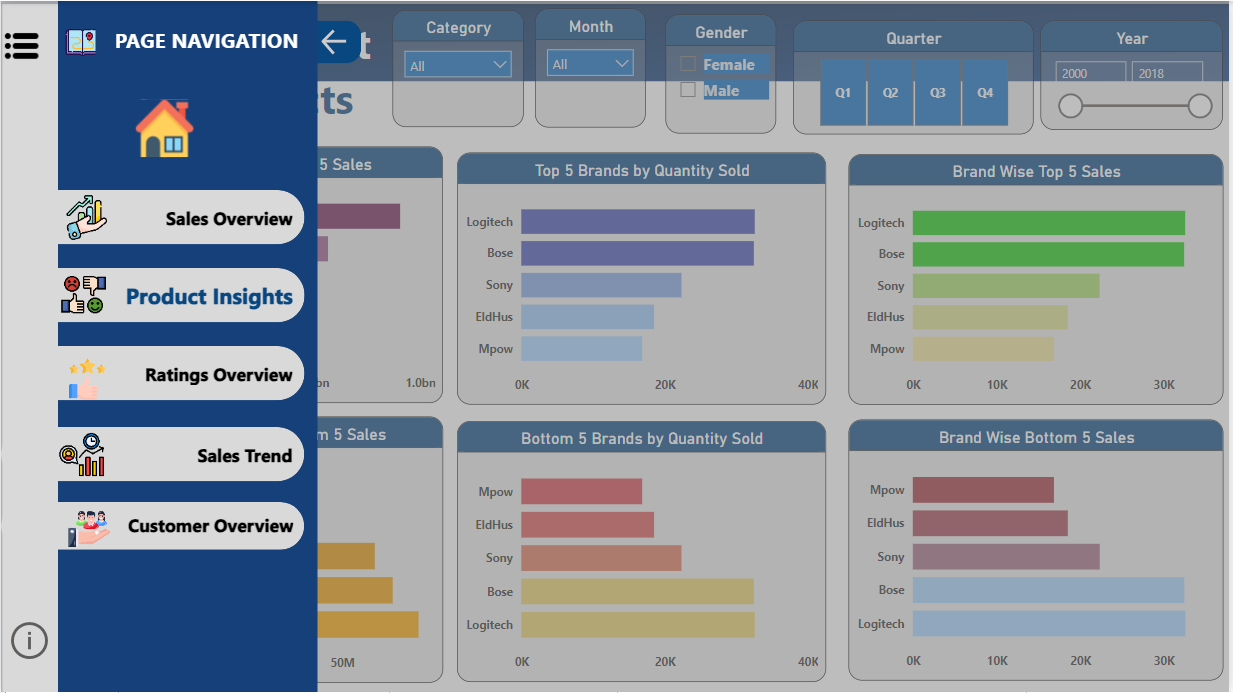 PAGE NAVIGATION
Sales Overview
Product Insights
Ratings Overview
Sales Trend
Customer Overview
i
t
cts
Category
All
Month
All
Gender
Female
Male
Quarter
Q1 Q2 Q3 Q4
Year
2000 2018
5 Sales
bn 1.0bn
Top 5 Brands by Quantity Sold
Logitech
Bose
Sony
EldHus
Mpow
0K 20K 40K
Brand Wise Top 5 Sales
Logitech
Bose
Sony
EldHus
Mpow
0K 10K 20K 30K
m 5 Sales
50M
Bottom 5 Brands by Quantity Sold
Mpow
EldHus
Sony
Bose
Logitech
0K 20K 40K
Brand Wise Bottom 5 Sales
Mpow
EldHus
Sony
Bose
Logitech
0K 10K 20K 30K